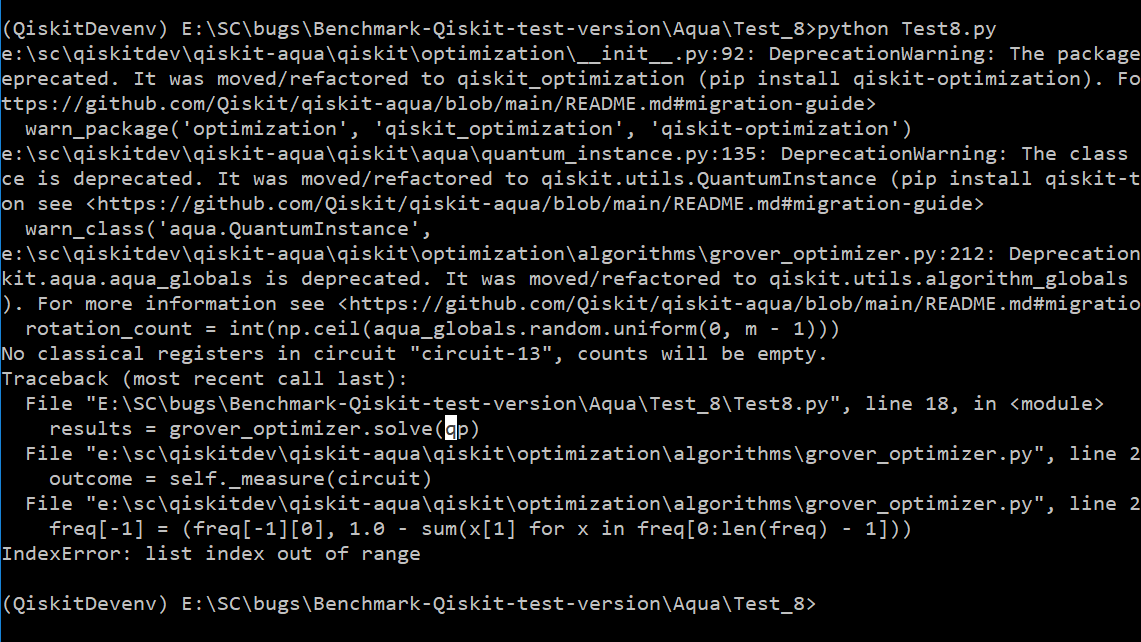 (QiskitDevenv) E:\SC\bugs\Benchmark-Qiskit-test-version\Aqua\Test_8>python Test8.py
e:\sc\qiskitdev\qiskit-aqua\qiskit\optimization\__init__.py:92: DeprecationWarning: The package
eprecated. It was moved/refactored to qiskit_optimization (pip install qiskit-optimization). Fo
ttps://github.com/Qiskit/qiskit-aqua/blob/main/README.md#migration-guide>
  warn_package('optimization', 'qiskit_optimization', 'qiskit-optimization')
e:\sc\qiskitdev\qiskit-aqua\qiskit\aqua\quantum_instance.py:135: DeprecationWarning: The class
ce is deprecated. It was moved/refactored to qiskit.utils.QuantumInstance (pip install qiskit-t
on see <https://github.com/Qiskit/qiskit-aqua/blob/main/README.md#migration-guide>
  warn_class('aqua.QuantumInstance',
e:\sc\qiskitdev\qiskit-aqua\qiskit\optimization\algorithms\grover_optimizer.py:212: Deprecation
kit.aqua.aqua_globals is deprecated. It was moved/refactored to qiskit.utils.algorithm_globals
). For more information see <https://github.com/Qiskit/qiskit-aqua/blob/main/README.md#migratio
  rotation_count = int(np.ceil(aqua_globals.random.uniform(0, m - 1)))
No classical registers in circuit "circuit-13", counts will be empty.
Traceback (most recent call last):
  File "E:\SC\bugs\Benchmark-Qiskit-test-version\Aqua\Test_8\Test8.py", line 18, in <module>
    results = grover_optimizer.solve(qp)
  File "e:\sc\qiskitdev\qiskit-aqua\qiskit\optimization\algorithms\grover_optimizer.py", line 2
    outcome = self._measure(circuit)
  File "e:\sc\qiskitdev\qiskit-aqua\qiskit\optimization\algorithms\grover_optimizer.py", line 2
    freq[-1] = (freq[-1][0], 1.0 - sum(x[1] for x in freq[0:len(freq) - 1]))
IndexError: list index out of range
(QiskitDevenv) E:\SC\bugs\Benchmark-Qiskit-test-version\Aqua\Test_8>